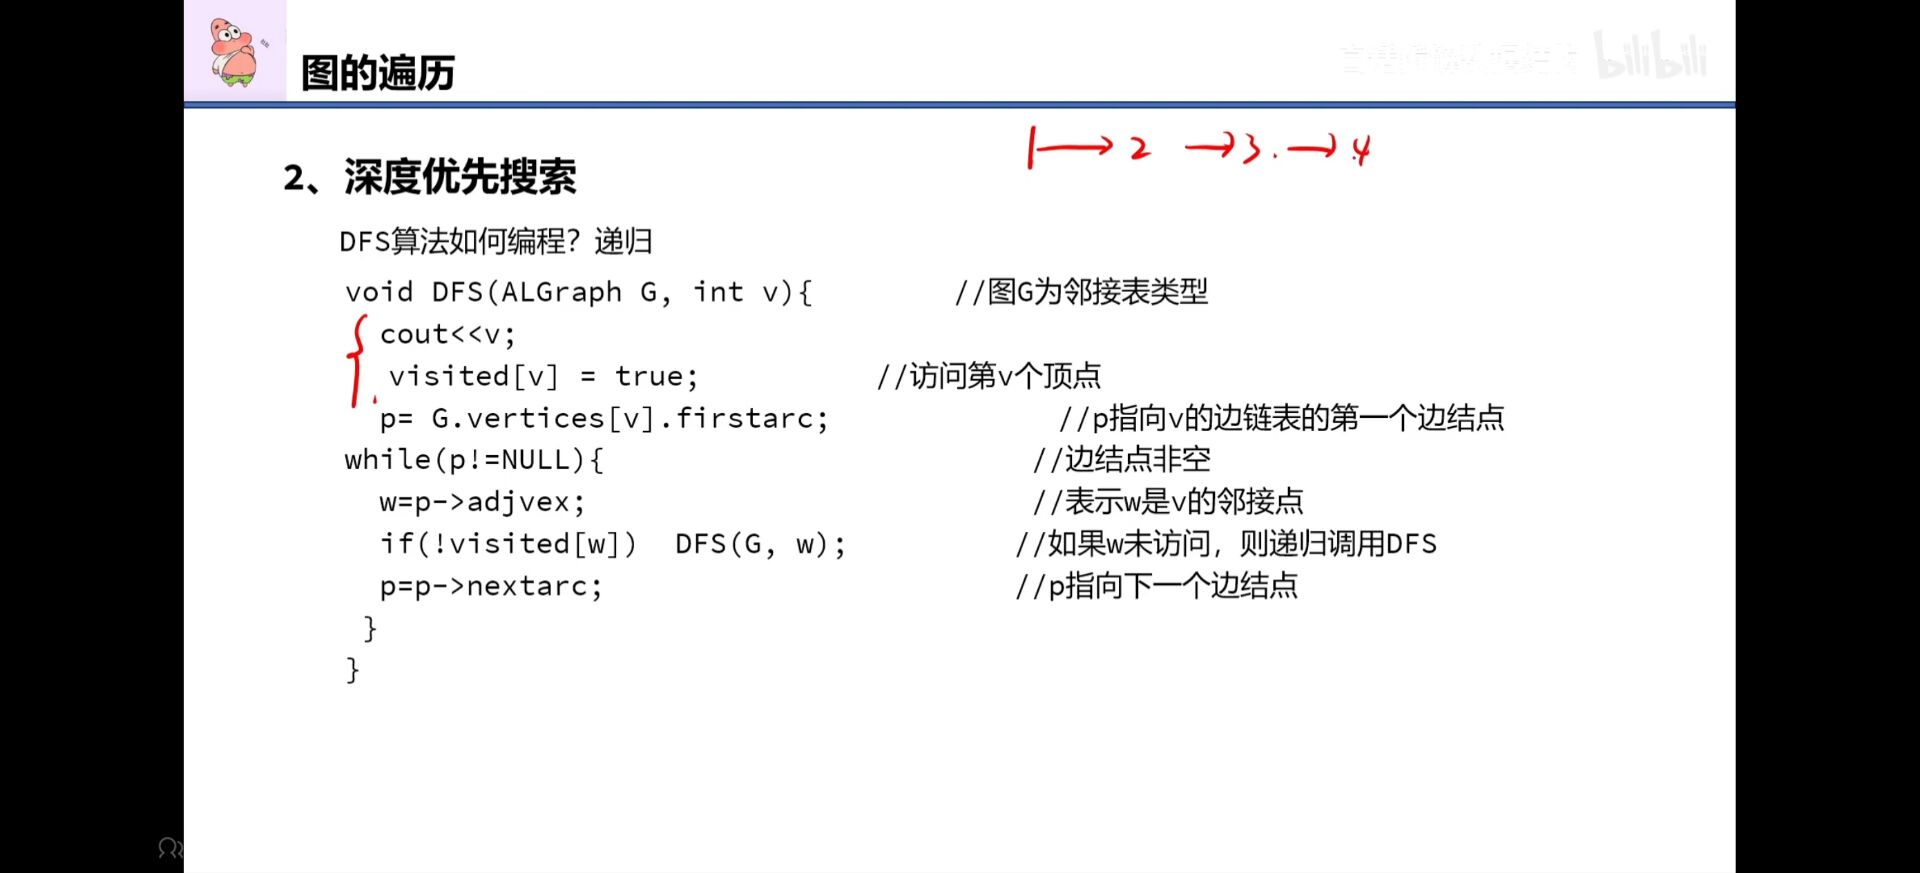 图的遍历
bilibili
1→2 →3.→4
2、深度优先搜索
DFS算法如何编程？递归
void DFS(ALGraph G, int v){ //图G为邻接表类型
cout<<v;
visited[v] = true; //访问第v个顶点
p= G.vertices[v].firstarc; //p指向v的边链表的第一个边结点
while(p!=NULL){ //边结点非空
w=p->adjvex; //表示w是v的邻接点
if(!visited[w]) DFS(G, w); //如果w未访问，则递归调用DFS
p=p->nextarc; //p指向下一个边结点
}
}